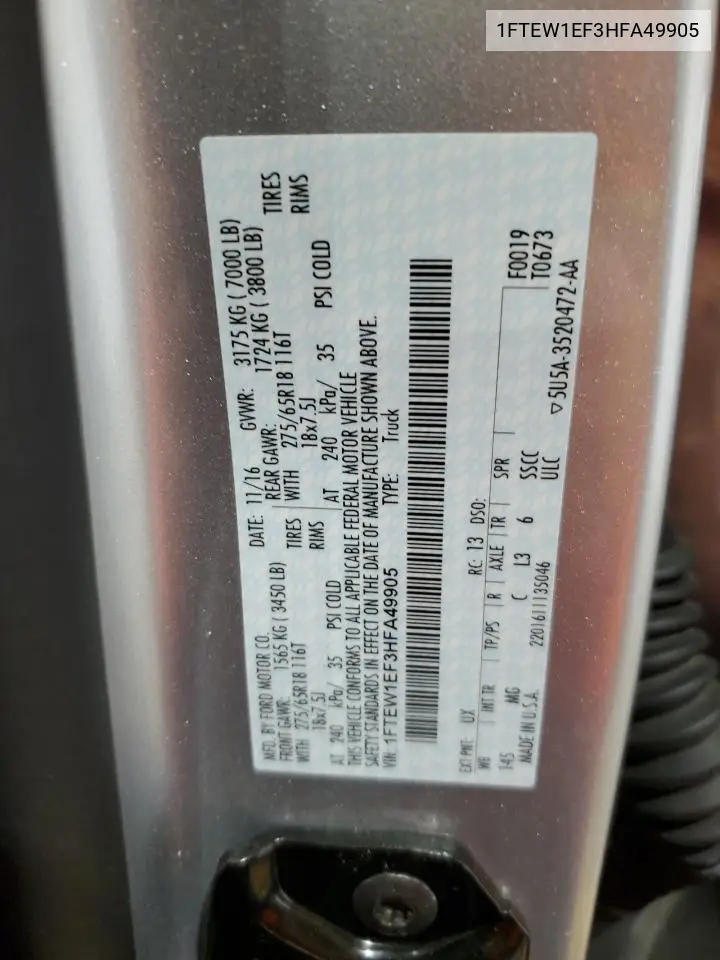 1FTEW1EF3HFA49905
MFD. BY FORD MOTOR CO.
DATE: 11/16
GVWR: 3175 KG ( 7000 LB)
FRONT GAWR: 1565 KG ( 3450 LB)
REAR GAWR: 1724 KG ( 3800 LB)
WITH 275/65R18 116T TIRES
WITH 275/65R18 116T TIRES
18x7.5J RIMS
18x7.5J RIMS
AT 240 kPa/ 35 PSI COLD
AT 240 kPa/ 35 PSI COLD
THIS VEHICLE CONFORMS TO ALL APPLICABLE FEDERAL MOTOR VEHICLE
SAFETY STANDARDS IN EFFECT ON THE DATE OF MANUFACTURE SHOWN ABOVE.
VIN: 1FTEW1EF3HFA49905
TYPE: Truck
EXT PNT: UX RC: 13 DSO:
WB INT TR TP/PS R AXLE TR SPR
F0019
T0673
145 MG C L3 6 SSCC
MADE IN U.S.A. 2201611135046 ULC
▽5U5A-3520472-AA